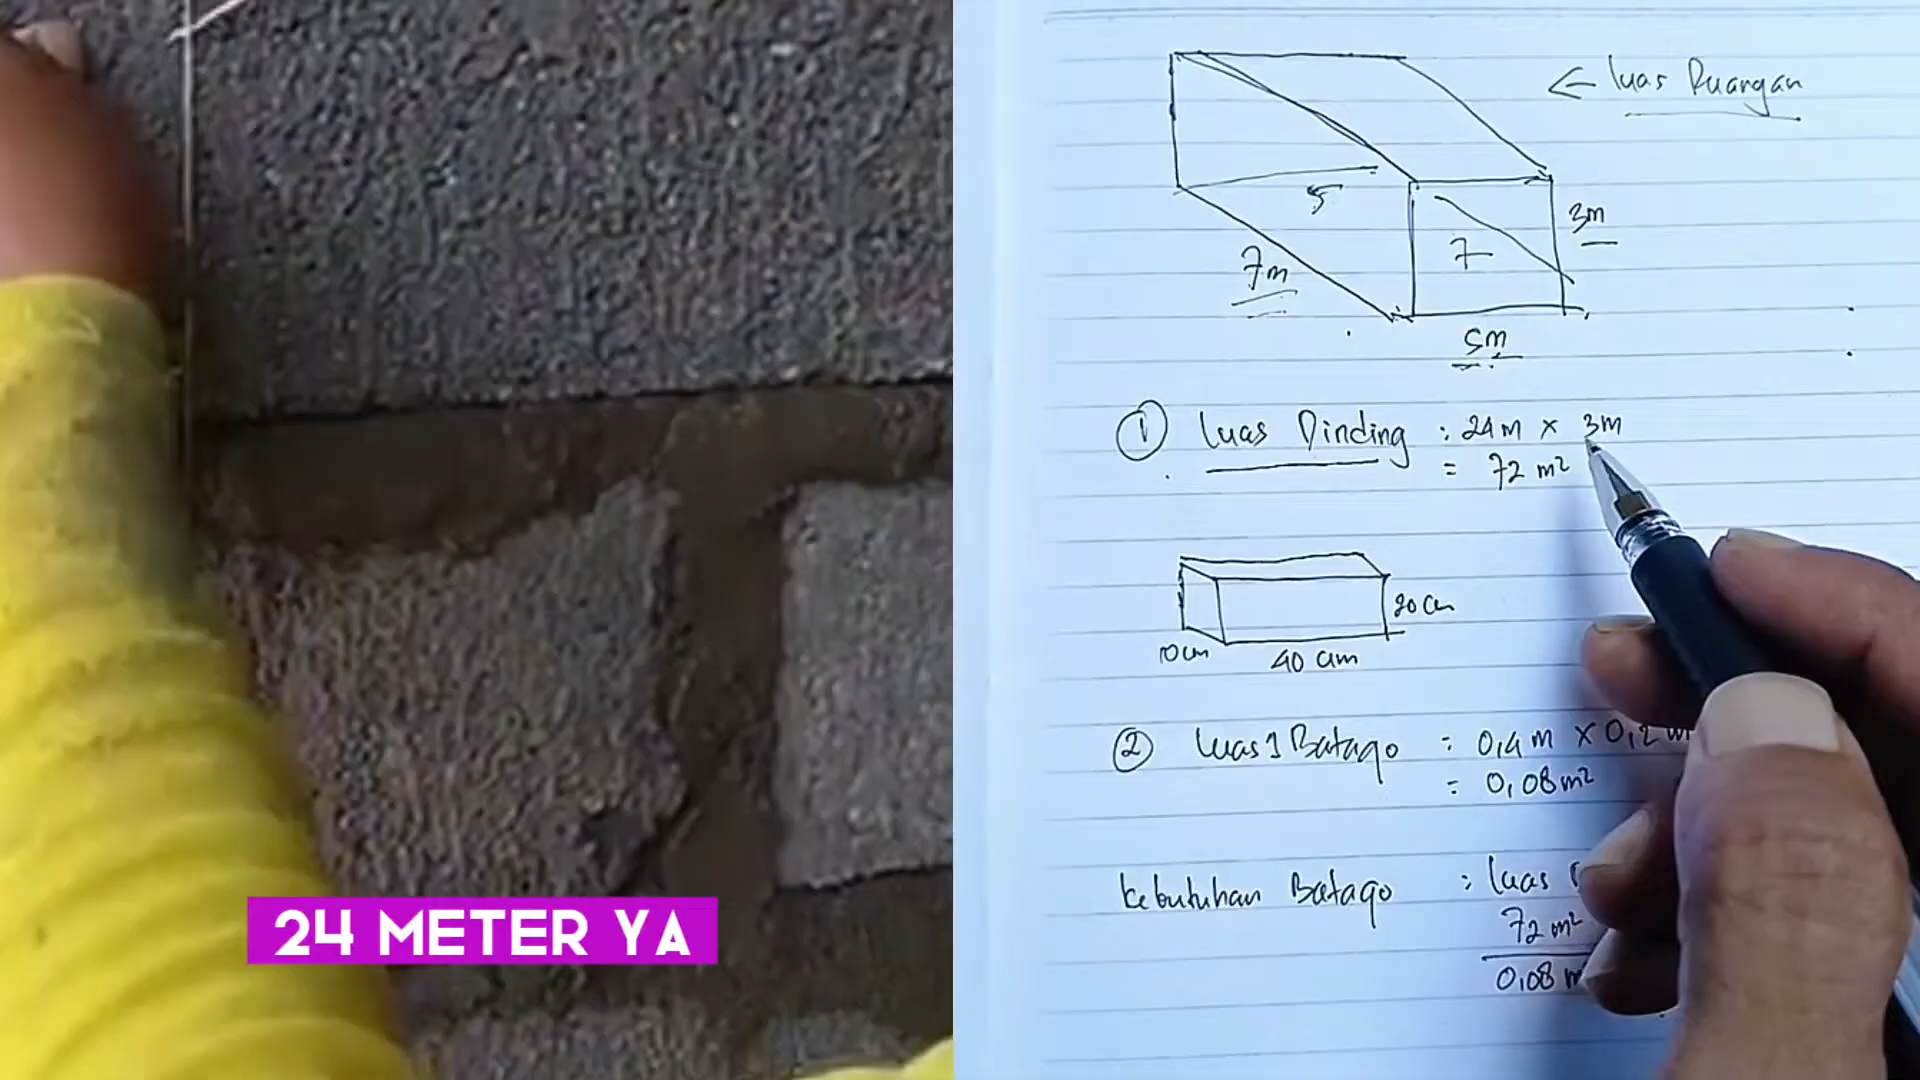 24 METER YA
← luas Ruangan
5
3m
7
7m
5m
① Luas Dinding : 24m × 3m
= 72 m²
20 cm
10 cm
40 cm
② Luas 1 Batago = 0,4 m × 0,2 m
= 0,08 m²
kebutuhan Batago : luas
72 m²
0,08 m